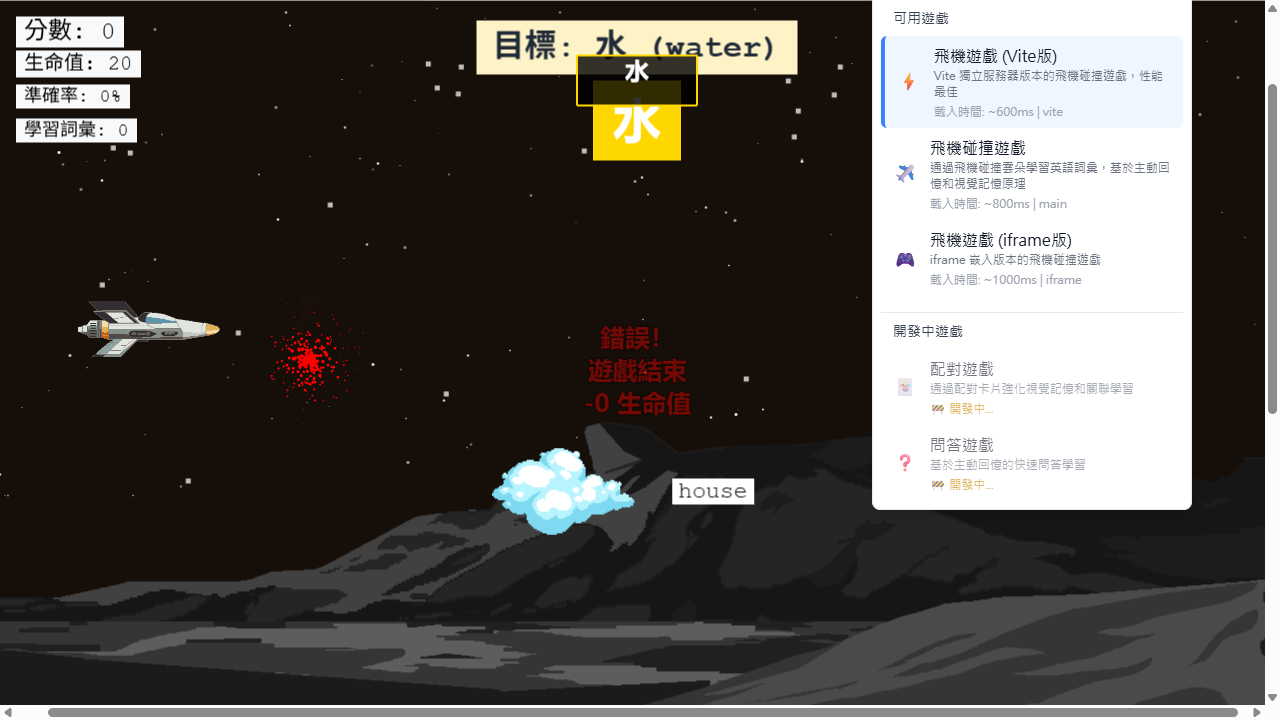 分數: 0
生命值: 20
準確率: 0%
學習詞彙: 0
目標: 水 (water)
水
水
錯誤!
遊戲結束
-0 生命值
house
可用遊戲
飛機遊戲 (Vite版)
Vite 獨立服務器版本的飛機碰撞遊戲，性能
最佳
載入時間: ~600ms | vite
飛機碰撞遊戲
通過飛機碰撞雲朵學習英語詞彙，基於主動回
憶和視覺記憶原理
載入時間: ~800ms | main
飛機遊戲 (iframe版)
iframe 嵌入版本的飛機碰撞遊戲
載入時間: ~1000ms | iframe
開發中遊戲
配對遊戲
通過配對卡片強化視覺記憶和關聯學習
🚧 開發中...
問答遊戲
基於主動回憶的快速問答學習
🚧 開發中...